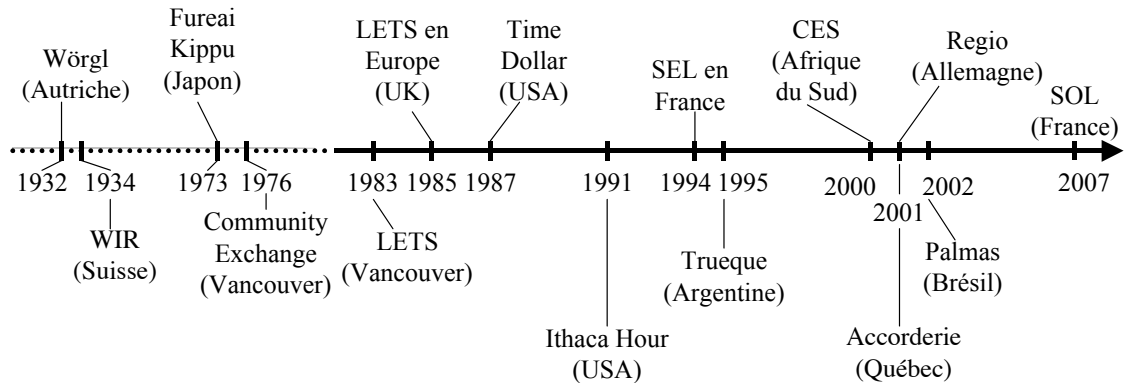 Wörgl
(Autriche)
Fureai
Kippu
(Japon)
LETS en
Europe
(UK)
Time
Dollar
(USA)
SEL en
France
CES
(Afrique
du Sud)
Regio
(Allemagne)
SOL
(France)
1932
1934
1973
1976
1983
1985
1987
1991
1994
1995
2000
2001
2002
2007
WIR
(Suisse)
Community
Exchange
(Vancouver)
LETS
(Vancouver)
Ithaca Hour
(USA)
Trueque
(Argentine)
Accorderie
(Québec)
Palmas
(Brésil)